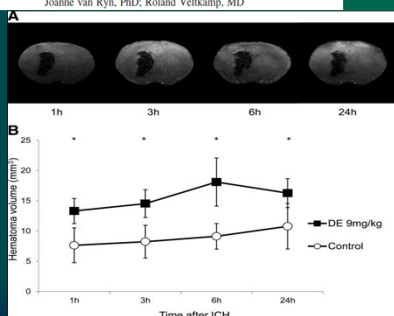 Joanne van Ryn, PhD; Roland Veltkamp, MD
A
1h 3h 6h 24h
B
Hematoma volume (mm³)
25
20
15
10
5
0
* * * *
DE 9mg/kg
Control
1h 3h 6h 24h
Time after ICH